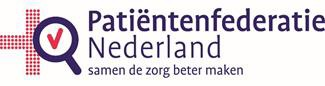 Patiëntenfederatie
Nederland
samen de zorg beter maken